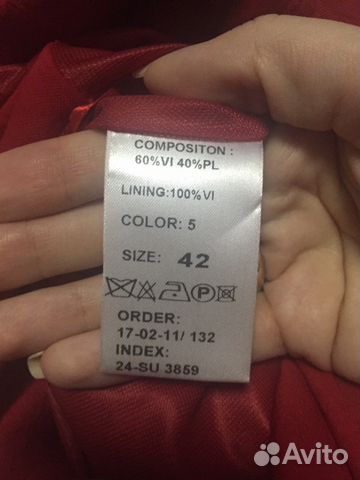 COMPOSITON :
60%VI 40%PL
LINING:100%VI
COLOR: 5
SIZE: 42
P
ORDER:
17-02-11/ 132
INDEX:
24-SU 3859
Avito